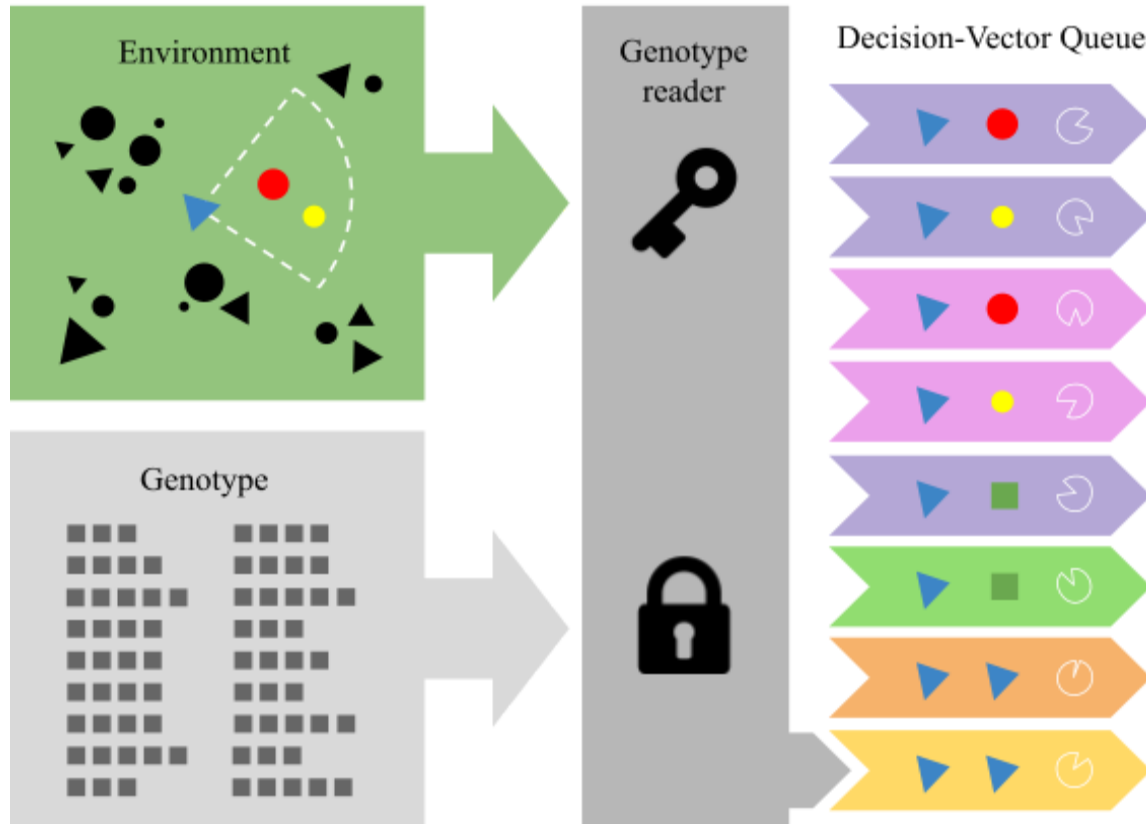 Environment
Genotype
reader
Decision-Vector Queue
Genotype